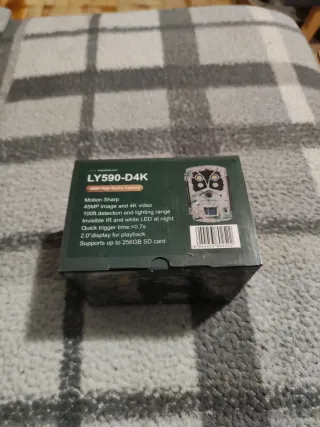 LY590-D4K
Motion Sharp
45MP image and 4K video
100ft detection and lighting range
Invisible IR and white LED at night
Quick trigger time:<0.7s
2.0"display for playback
Supports up to 256GB SD card